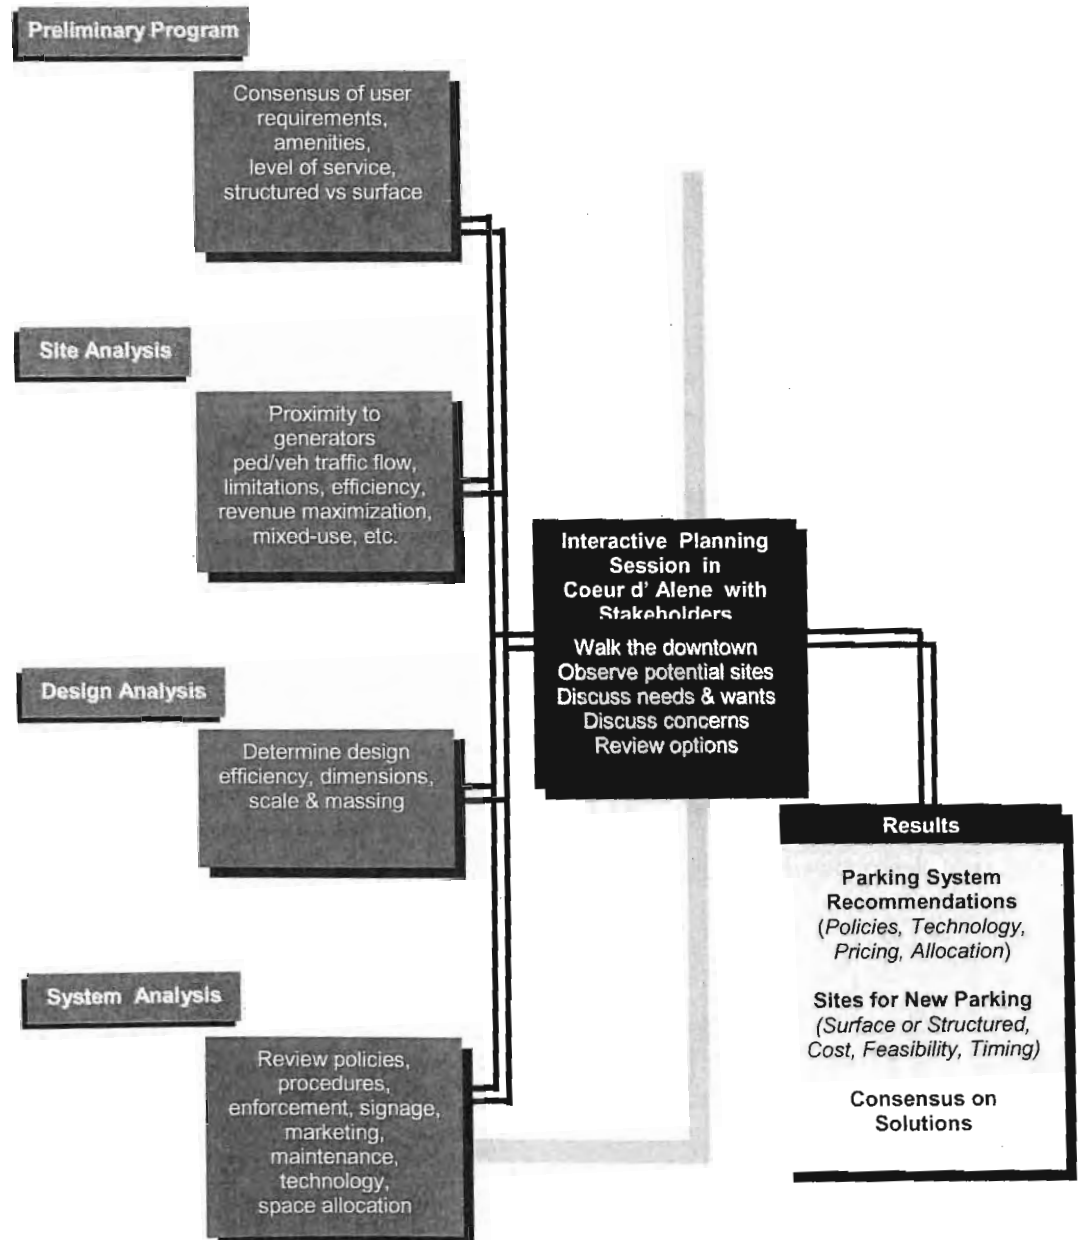 Preliminary Program
Consensus of user
requirements,
amenities,
level of service,
structured vs surface
Site Analysis
Proximity to
generators
ped/veh traffic flow,
limitations, efficiency,
revenue maximization,
mixed-use, etc.
Design Analysis
Determine design
efficiency, dimensions,
scale & massing
System Analysis
Review policies,
procedures,
enforcement, signage,
marketing,
maintenance,
technology,
space allocation
Interactive Planning
Session in
Coeur d' Alene with
Stakeholders
Walk the downtown
Observe potential sites
Discuss needs & wants
Discuss concerns
Review options
Results
Parking System
Recommendations
(Policies, Technology,
Pricing, Allocation)
Sites for New Parking
(Surface or Structured,
Cost, Feasibility, Timing)
Consensus on
Solutions